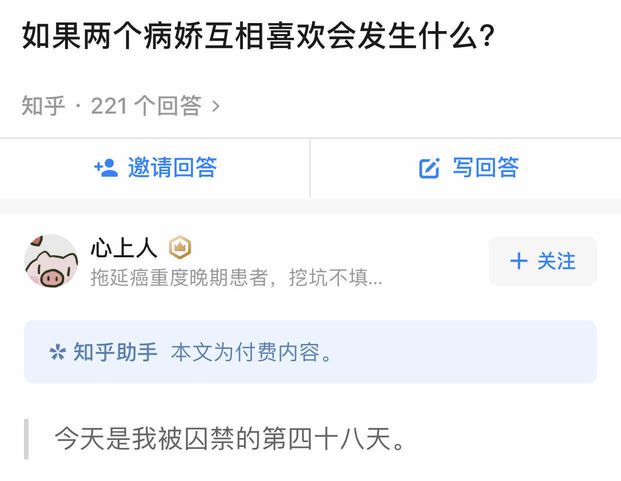 如果两个病娇互相喜欢会发生什么?
知乎 · 221 个回答 >
邀请回答
写回答
心上人
+ 关注
拖延癌重度晚期患者，挖坑不填...
知乎助手 本文为付费内容。
今天是我被囚禁的第四十八天。